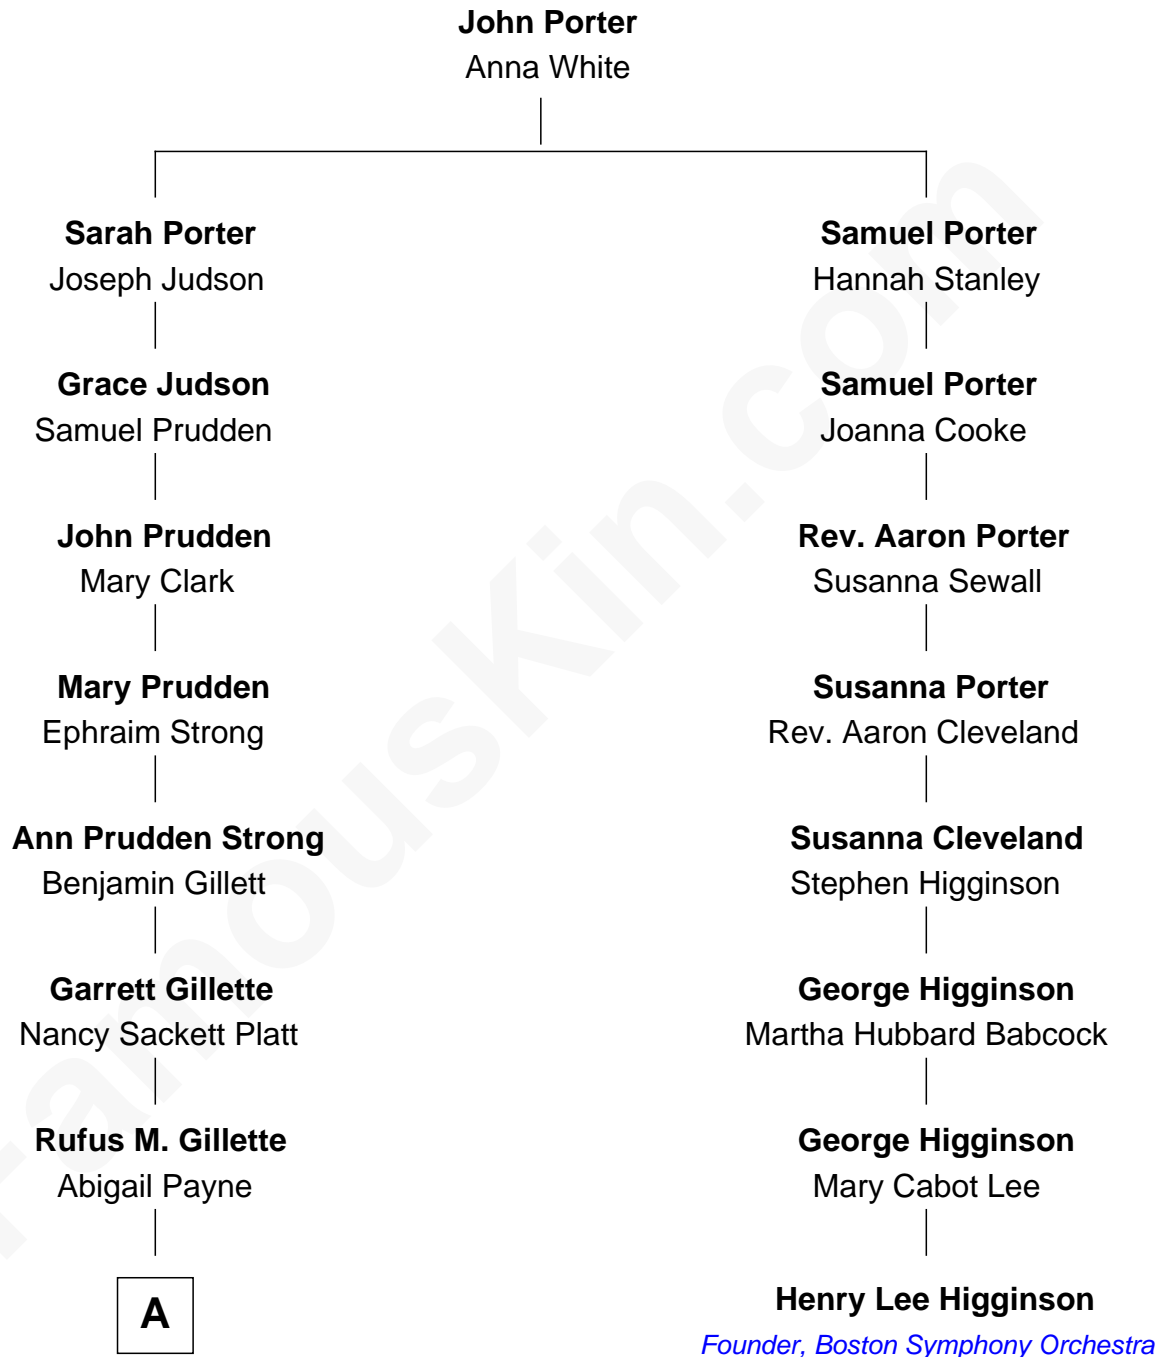 John Porter
Anna White
Sarah Porter
Joseph Judson
Samuel Porter
Hannah Stanley
Grace Judson
Samuel Prudden
Samuel Porter
Joanna Cooke
John Prudden
Mary Clark
Rev. Aaron Porter
Susanna Sewall
Mary Prudden
Ephraim Strong
Susanna Porter
Rev. Aaron Cleveland
Ann Prudden Strong
Benjamin Gillett
Susanna Cleveland
Stephen Higginson
Garrett Gillette
Nancy Sackett Platt
George Higginson
Martha Hubbard Babcock
Rufus M. Gillette
Abigail Payne
George Higginson
Mary Cabot Lee
A
Henry Lee Higginson
Founder, Boston Symphony Orchestra
FamousKin.com